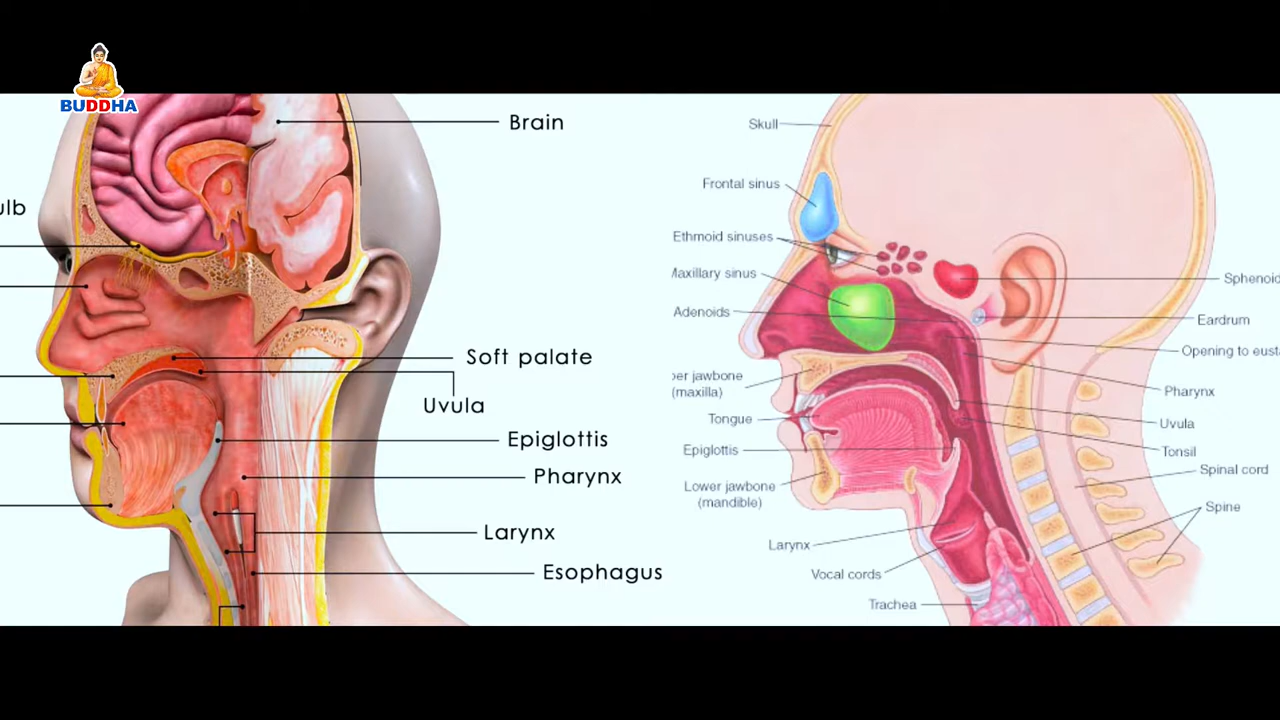 BUDDHA
ulb
Brain
Soft palate
Uvula
Epiglottis
Pharynx
Larynx
Esophagus
Skull
Frontal sinus
Ethmoid sinuses
Maxillary sinus
Adenoids
per jawbone
(maxilla)
Tongue
Epiglottis
Lower jawbone
(mandible)
Larynx
Vocal cords
Trachea
Sphenoid
Eardrum
Opening to eusta
Pharynx
Uvula
Tonsil
Spinal cord
Spine